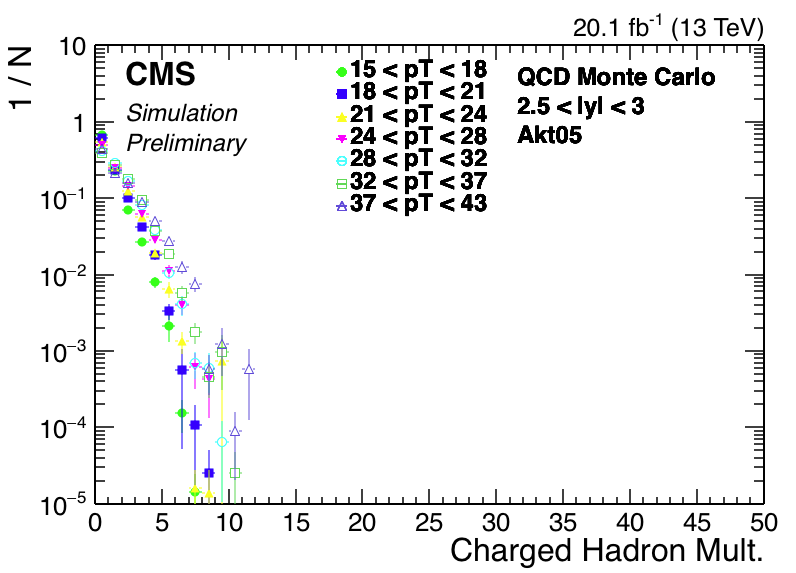 20.1 fb⁻¹ (13 TeV)
1 / N
CMS
Simulation
Preliminary
15 < pT < 18
18 < pT < 21
21 < pT < 24
24 < pT < 28
28 < pT < 32
32 < pT < 37
37 < pT < 43
QCD Monte Carlo
2.5 < lyl < 3
Akt05
10
1
10⁻¹
10⁻²
10⁻³
10⁻⁴
10⁻⁵
0 5 10 15 20 25 30 35 40 45 50
Charged Hadron Mult.